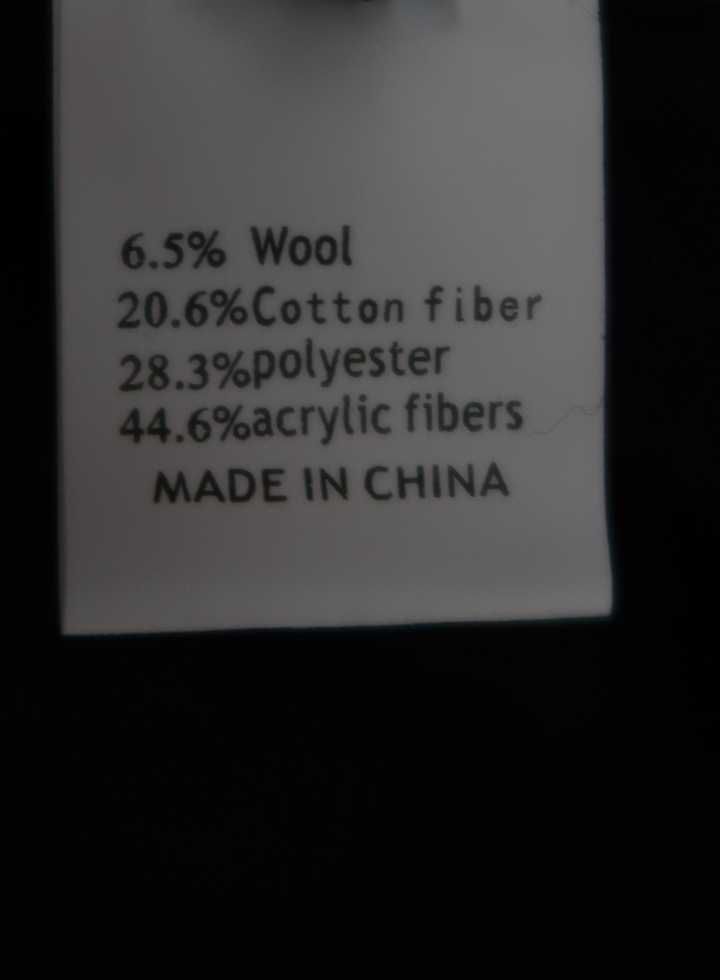 6.5% Wool
20.6%Cotton fiber
28.3%polyester
44.6%acrylic fibers
MADE IN CHINA